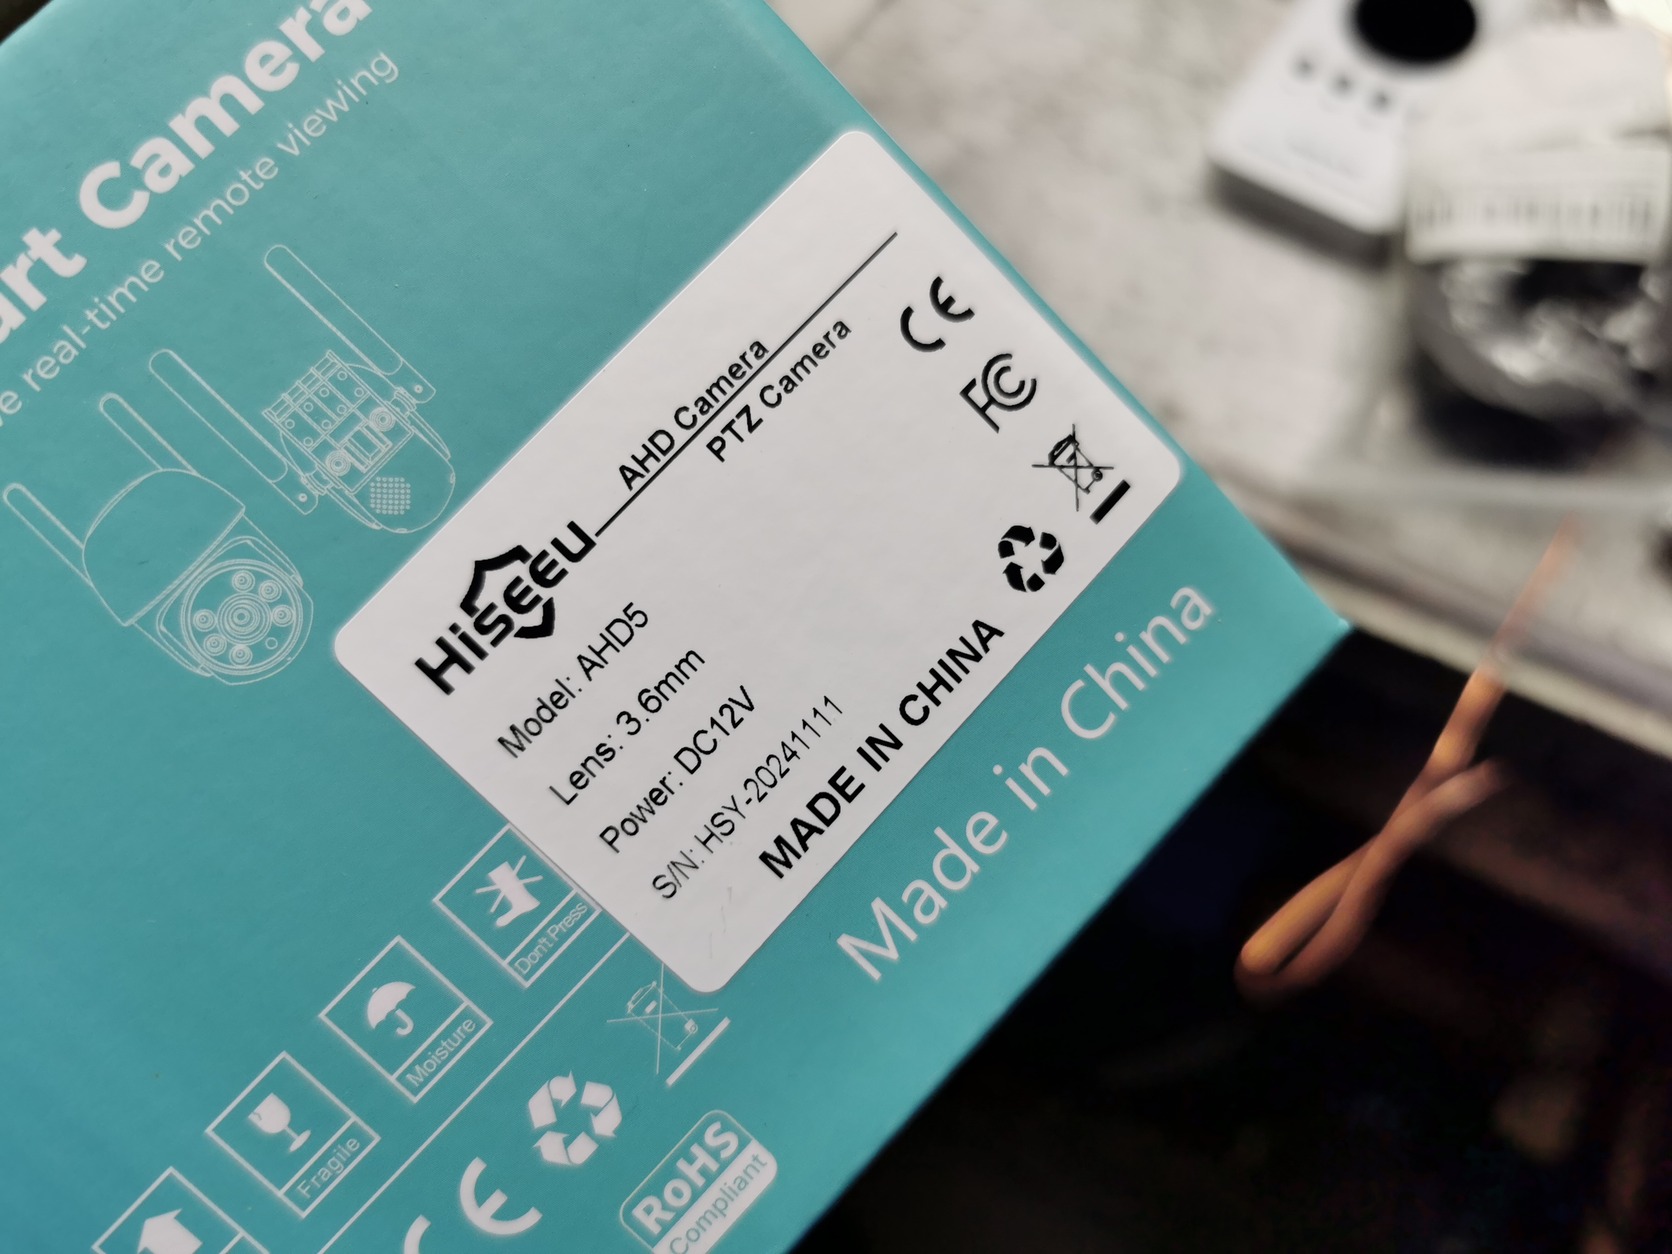 Camera
real-time remote viewing
HiSEEU
AHD Camera
PTZ Camera
CE
FC
Model: AHD5
Lens: 3.6mm
Power: DC12V
S/N: HSY-20241111
MADE IN CHINA
Made in China
Don't Press
Moisture
Fragile
CE
RoHS
Compliant